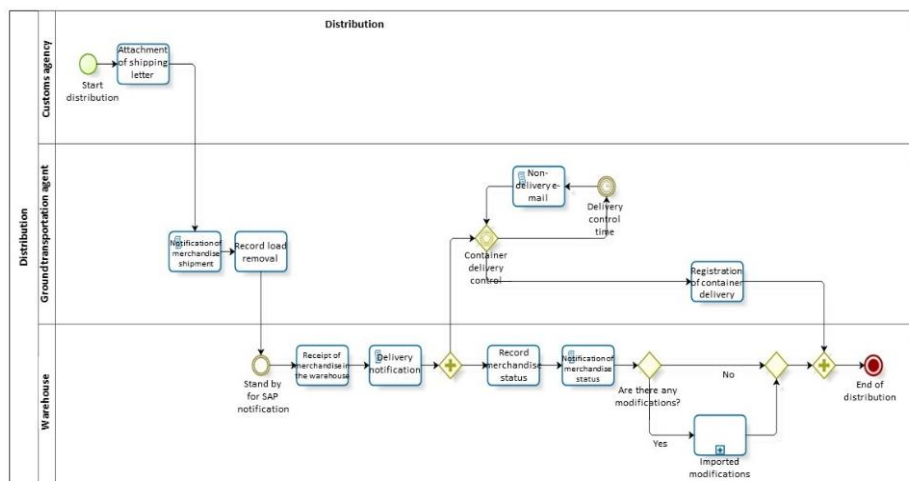 Distribution
Distribution
Customs agency
Start
distribution
Attachment
of shipping
letter
Groundtransportation agent
Notification of
merchandise
shipment
Record load
removal
Non-
delivery e-
mail
Delivery
control
time
Container
delivery
control
Registration
of container
delivery
Warehouse
Stand by
for SAP
notification
Receipt of
merchandise in
the warehouse
Delivery
notification
Record
merchandise
status
Notification of
merchandise
status
Are there any
modifications?
No
Yes
Imported
modifications
End of
distribution